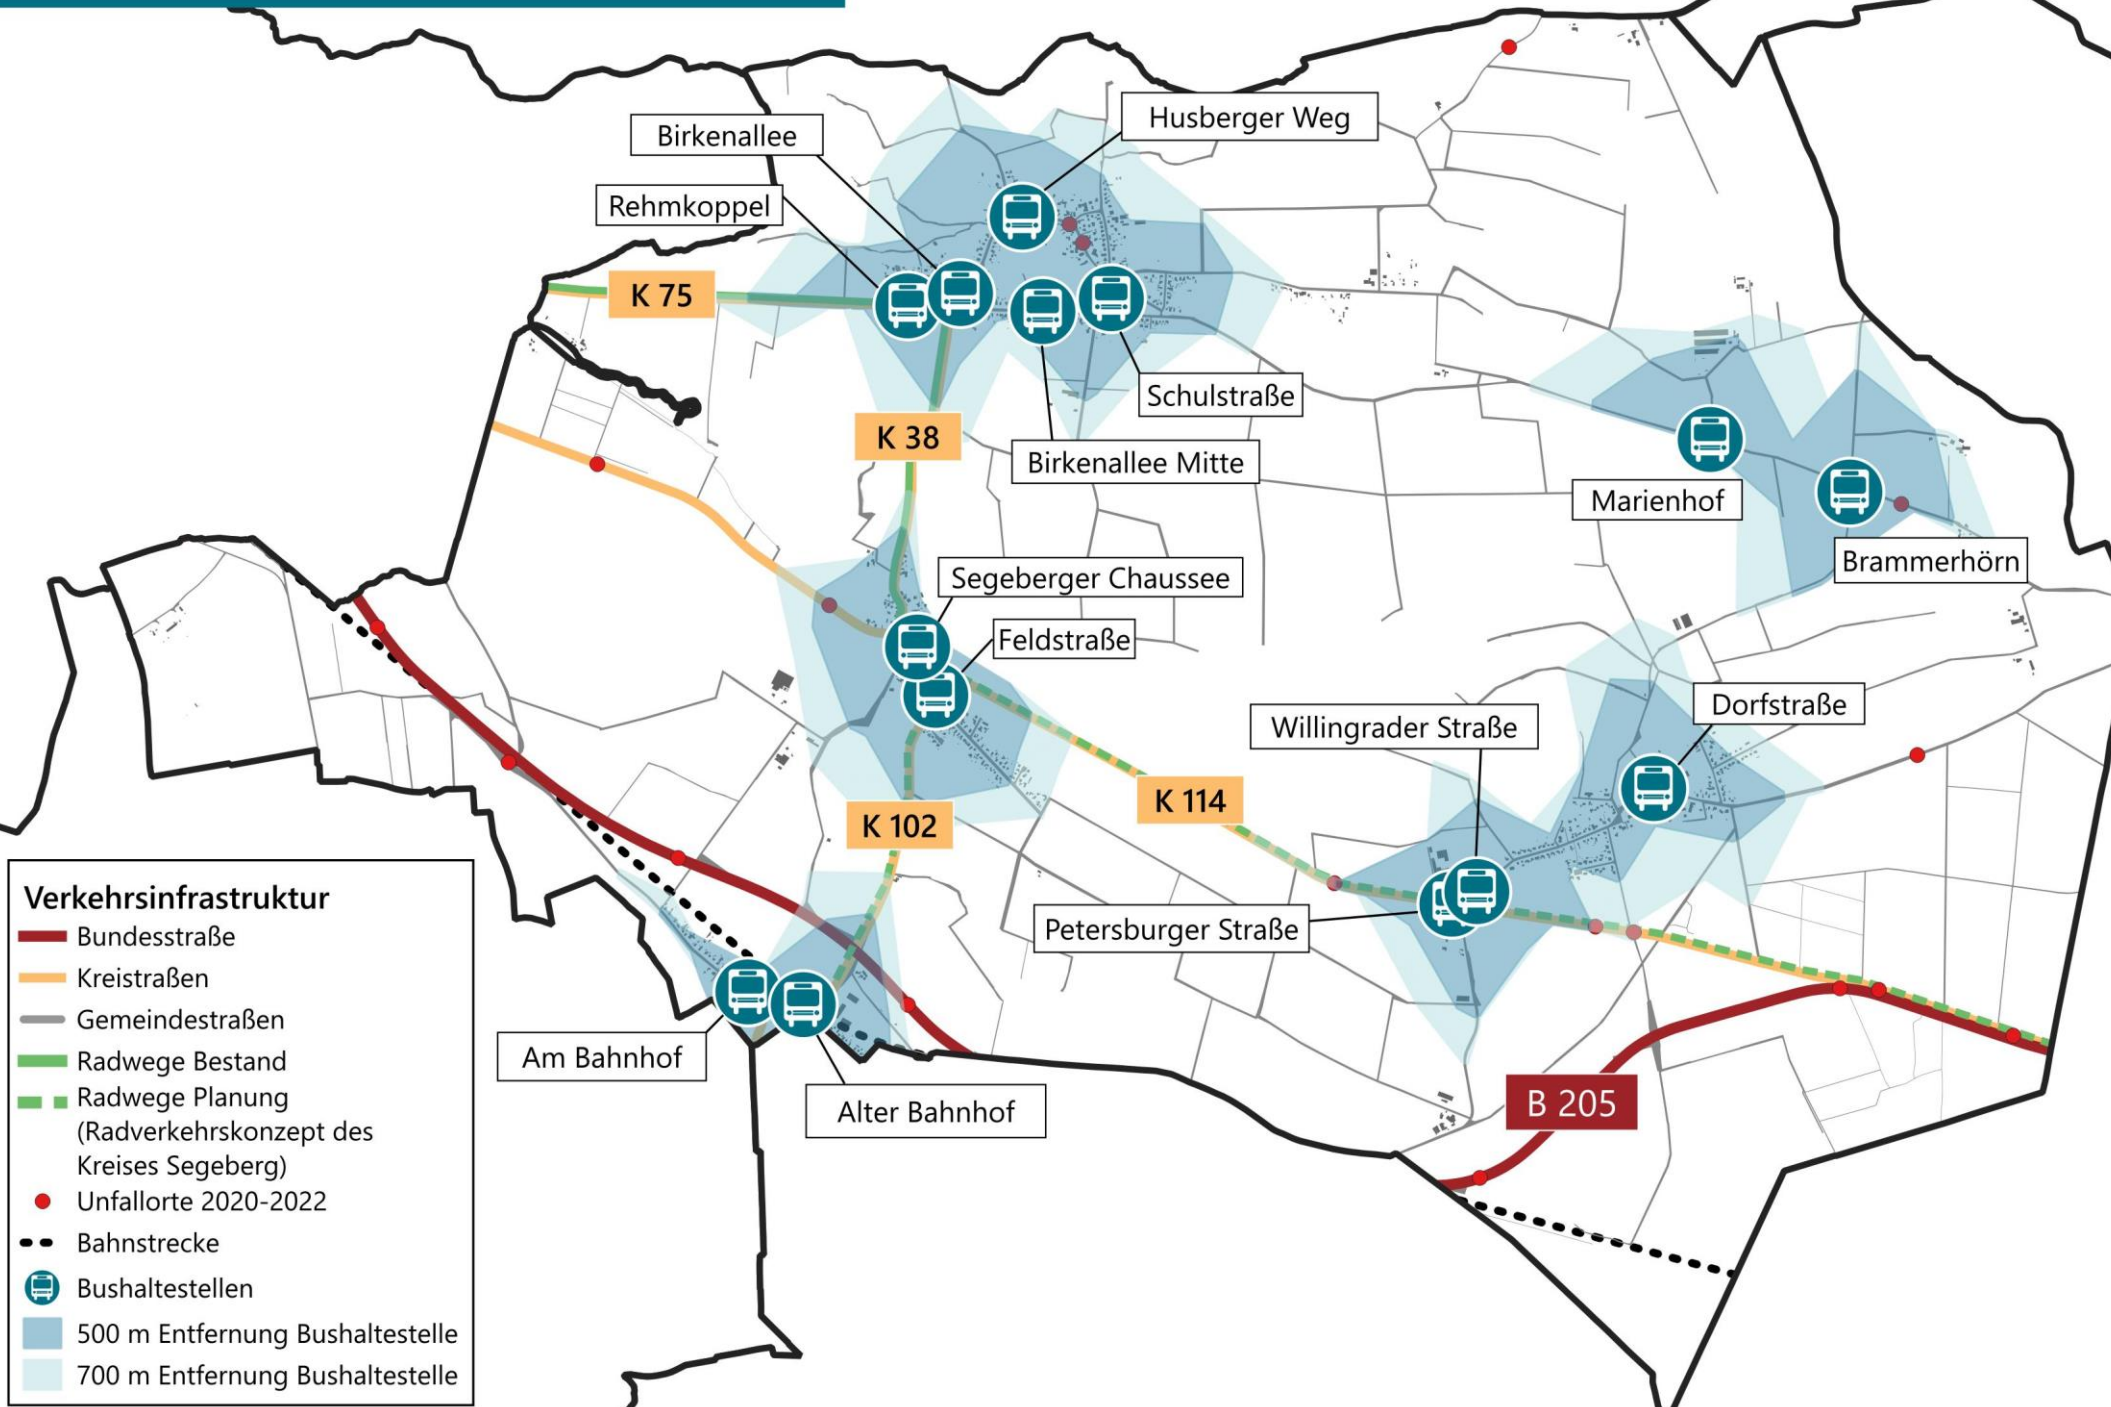 Husberger Weg
Birkenallee
Rehmkoppel
K 75
Schulstraße
K 38
Birkenallee Mitte
Marienhof
Brammerhörn
Segeberger Chaussee
Feldstraße
Dorfstraße
Willingrader Straße
K 114
K 102
Petersburger Straße
Am Bahnhof
Alter Bahnhof
B 205
Verkehrsinfrastruktur
Bundesstraße
Kreistraßen
Gemeindestraßen
Radwege Bestand
Radwege Planung
(Radverkehrskonzept des
Kreises Segeberg)
Unfallorte 2020-2022
Bahnstrecke
Bushaltestellen
500 m Entfernung Bushaltestelle
700 m Entfernung Bushaltestelle